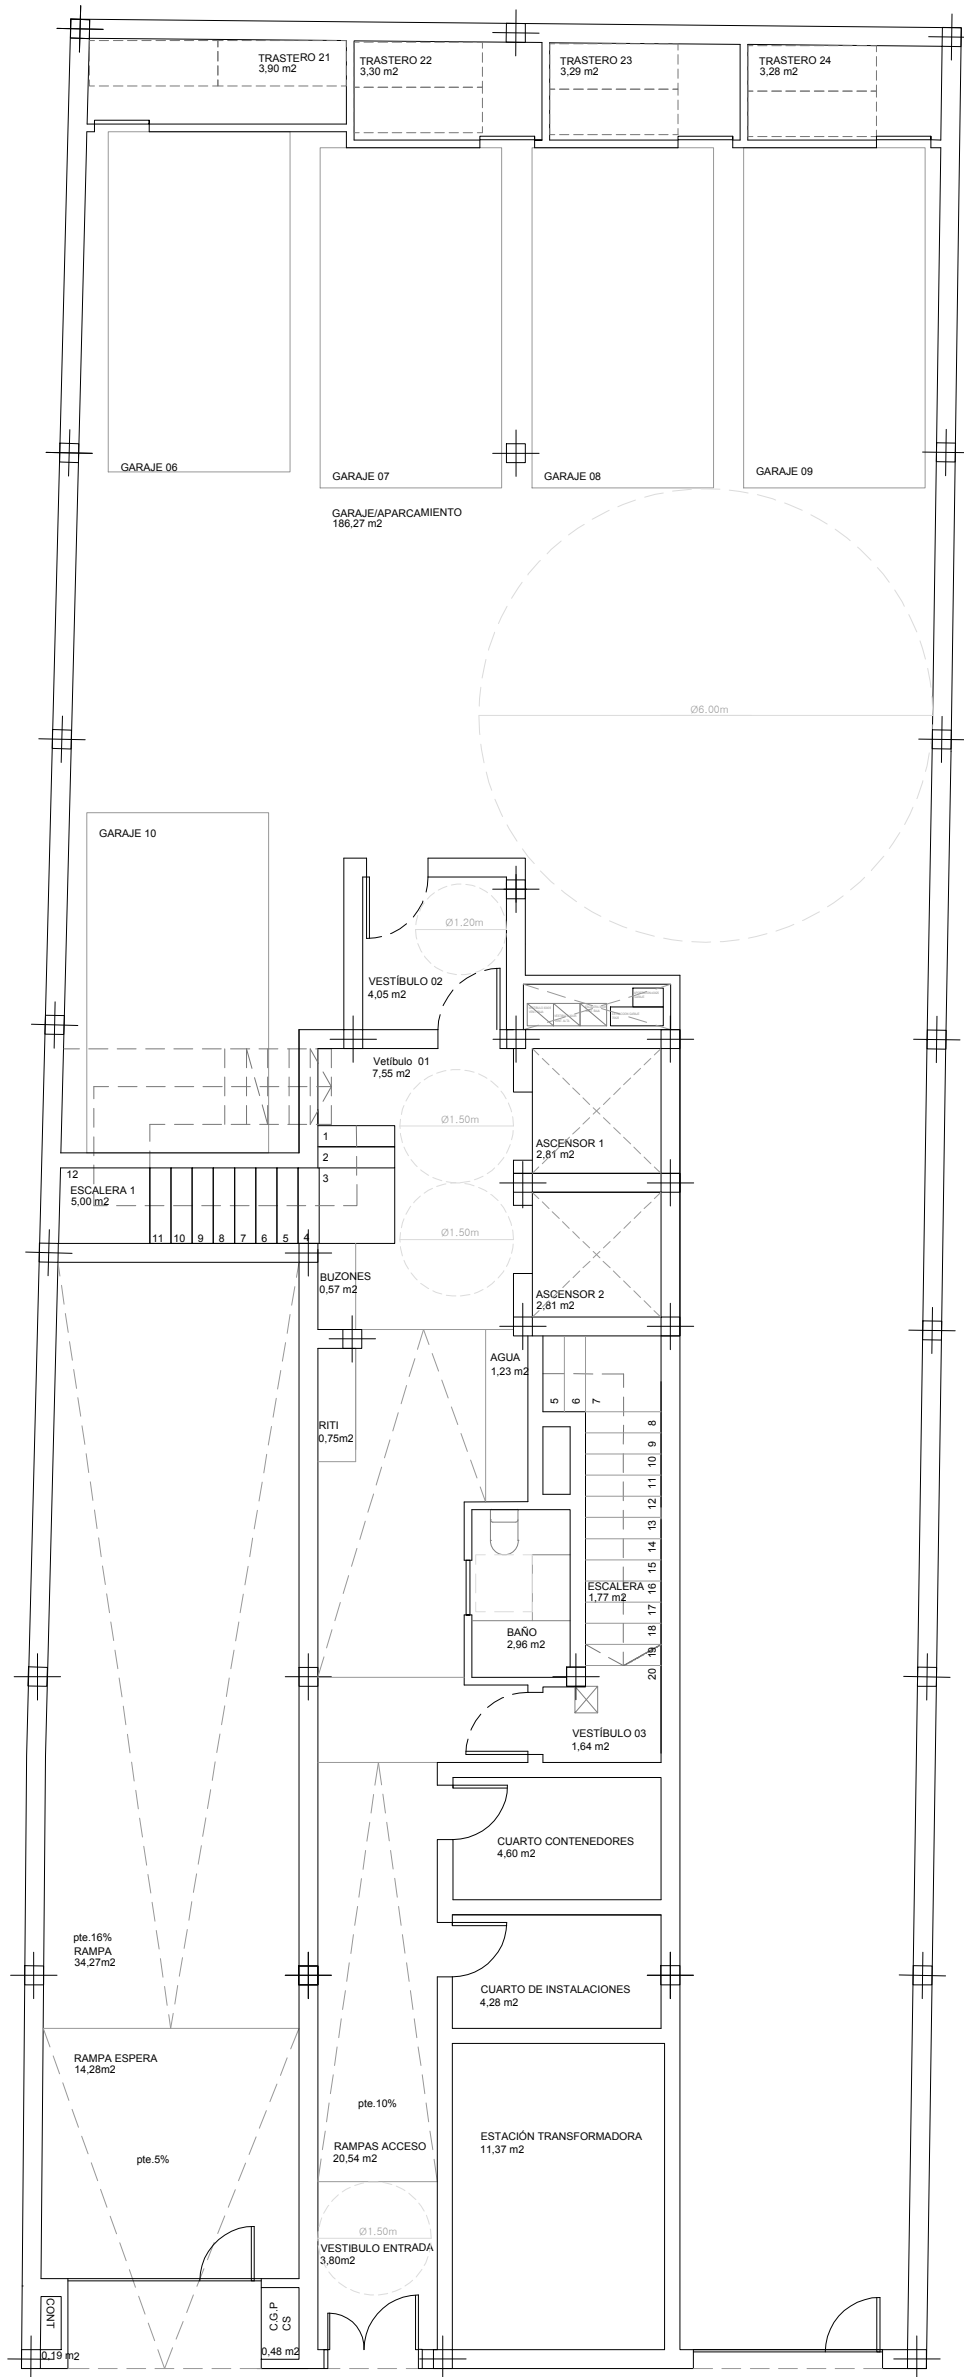 TRASTERO 21
3,90 m2
TRASTERO 22
3,30 m2
TRASTERO 23
3,29 m2
TRASTERO 24
3,28 m2
GARAJE 06
GARAJE 07
GARAJE 08
GARAJE 09
GARAJE/APARCAMIENTO
186,27 m2
Ø6.00m
GARAJE 10
Ø1.20m
VESTÍBULO 02
4,05 m2
Vetíbulo 01
7,55 m2
Ø1.50m
ASCENSOR 1
2,81 m2
1
2
3
12
ESCALERA 1
5,00 m2
11 10 9 8 7 6 5 4
Ø1.50m
BUZONES
0,57 m2
ASCENSOR 2
2,81 m2
AGUA
1,23 m2
5 6 7
8
9
10
11
12
13
14
15
16
17
18
19
20
RITI
0,75m2
ESCALERA
1,77 m2
BAÑO
2,96 m2
VESTÍBULO 03
1,64 m2
CUARTO CONTENEDORES
4,60 m2
pte.16%
RAMPA
34,27m2
CUARTO DE INSTALACIONES
4,28 m2
RAMPA ESPERA
14,28m2
pte.10%
ESTACIÓN TRANSFORMADORA
11,37 m2
RAMPAS ACCESO
20,54 m2
pte.5%
Ø1.50m
VESTIBULO ENTRADA
3,80m2
CONT
0,19 m2
C.G.P
CS
0,48 m2